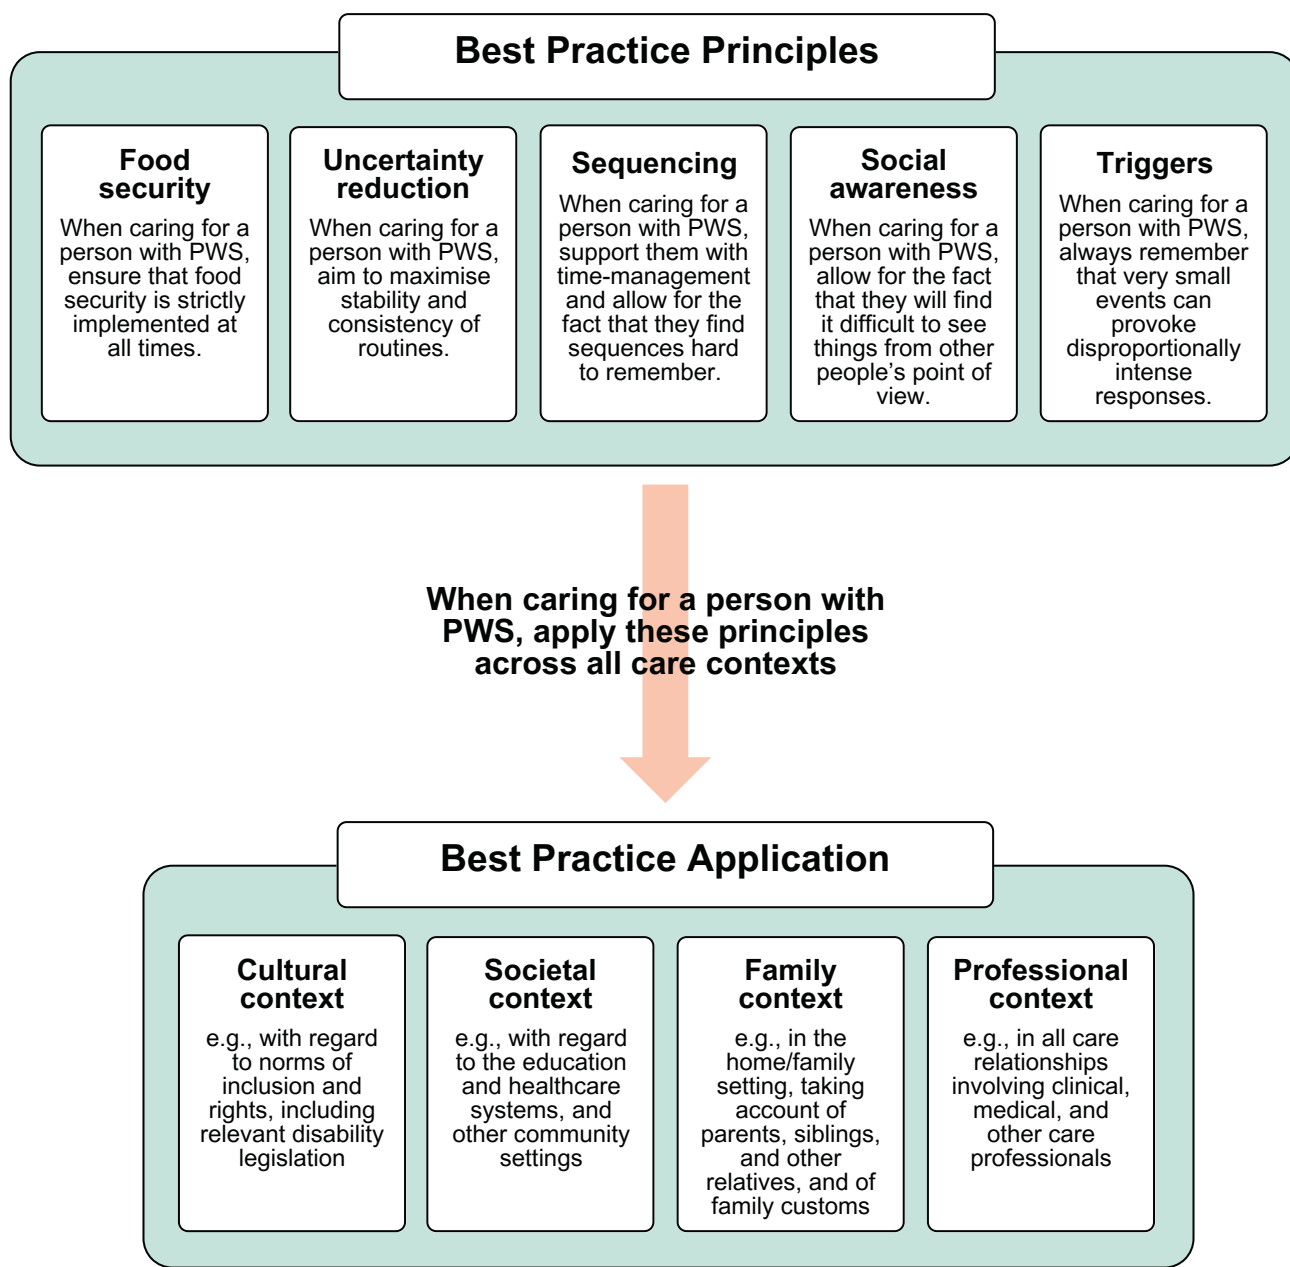 Best Practice Principles
Food
security
When caring for a
person with PWS,
ensure that food
security is strictly
implemented at
all times.
Uncertainty
reduction
When caring for a
person with PWS,
aim to maximise
stability and
consistency of
routines.
Sequencing
When caring for a
person with PWS,
support them with
time-management
and allow for the
fact that they find
sequences hard
to remember.
Social
awareness
When caring for a
person with PWS,
allow for the fact
that they will find
it difficult to see
things from other
people's point of
view.
Triggers
When caring for a
person with PWS,
always remember
that very small
events can
provoke
disproportionally
intense
responses.
When caring for a person with
PWS, apply these principles
across all care contexts
Best Practice Application
Cultural
context
e.g., with regard
to norms of
inclusion and
rights, including
relevant disability
legislation
Societal
context
e.g., with regard
to the education
and healthcare
systems, and
other community
settings
Family
context
e.g., in the
home/family
setting, taking
account of
parents, siblings,
and other
relatives, and of
family customs
Professional
context
e.g., in all care
relationships
involving clinical,
medical, and
other care
professionals